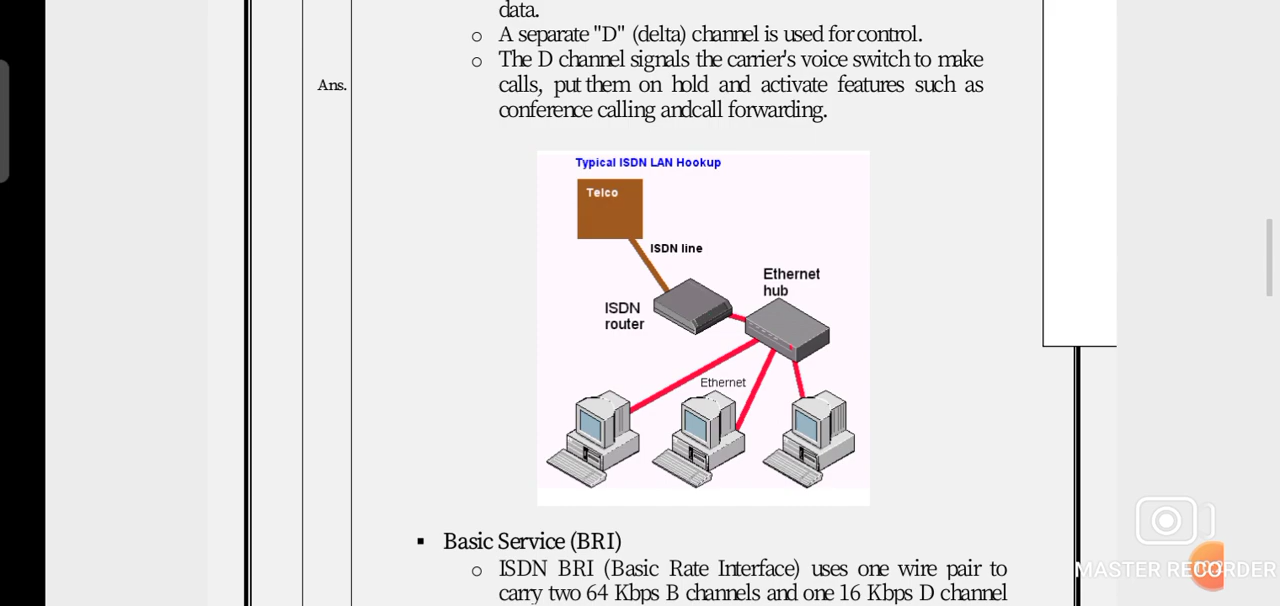 data.
○ A separate "D" (delta) channel is used forcontrol.
○ The D channel signals the carrier's voice switch to make
calls, put them on hold and activate features such as
conference calling andcall forwarding.
Ans.
Typical ISDN LAN Hookup
Telco
ISDN line
Ethernet
hub
ISDN
router
Ethernet
▪ Basic Service (BRI)
○ ISDN BRI (Basic Rate Interface) uses one wire pair to
carry two 64 Kbps B channels and one 16 Kbps D channel
MASTER RECORDER